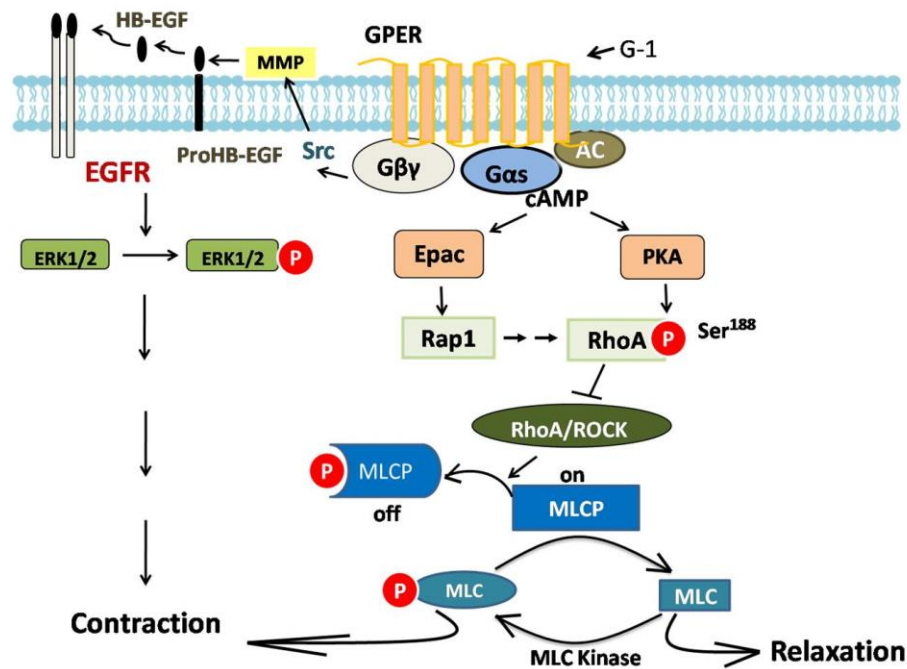 HB-EGF
GPER
G-1
MMP
ProHB-EGF
Src
Gβγ
Gαs
AC
EGFR
cAMP
ERK1/2
ERK1/2
P
Epac
PKA
Rap1
RhoA
P
Ser¹⁸⁸
RhoA/ROCK
P
MLCP
off
on
MLCP
P
MLC
MLC
MLC Kinase
Contraction
Relaxation